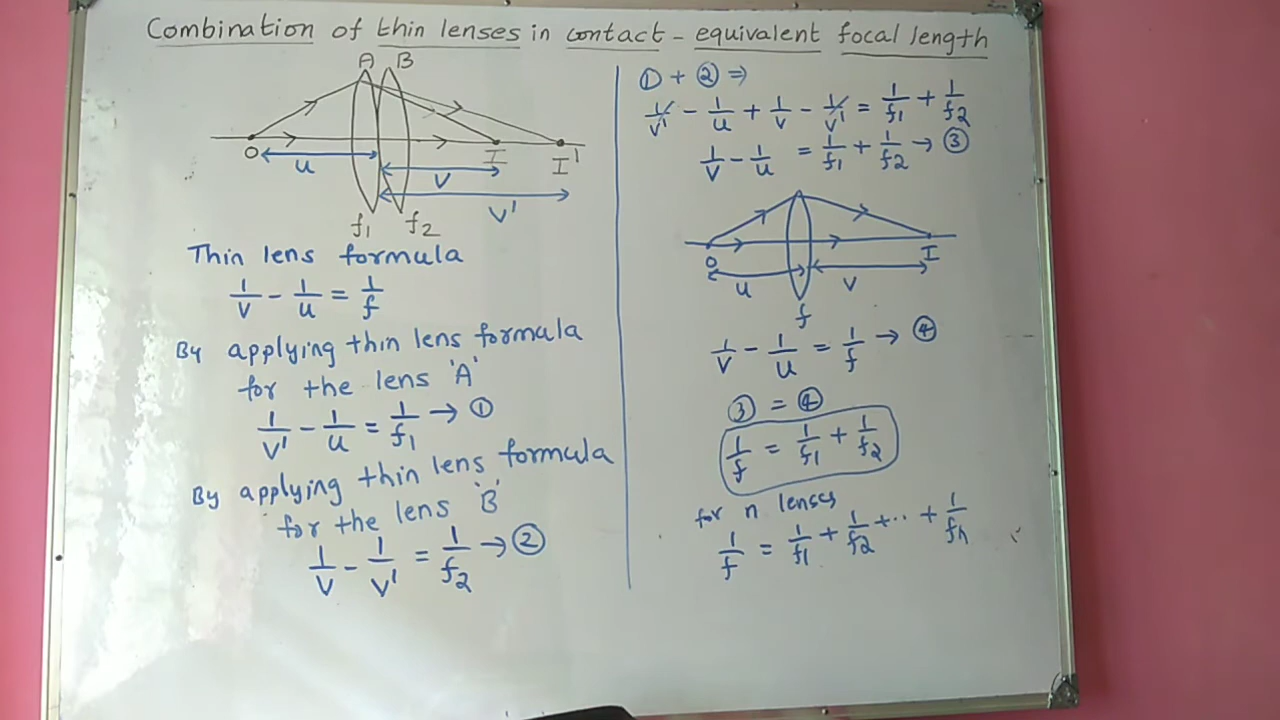 Combination of thin lenses in contact - equivalent focal length
A B
O I I'
u v
v'
f₁ f₂
Thin lens formula
1/v - 1/u = 1/f
By applying thin lens formula
for the lens 'A'
1/v' - 1/u = 1/f₁ → ①
By applying thin lens formula
for the lens 'B'
1/v - 1/v' = 1/f₂ → ②
① + ② ⇒
1/v' - 1/u + 1/v - 1/v' = 1/f₁ + 1/f₂
1/v - 1/u = 1/f₁ + 1/f₂ → ③
O I
u v
f
1/v - 1/u = 1/f → ④
③ = ④
1/f = 1/f₁ + 1/f₂
for n lenses
1/f = 1/f₁ + 1/f₂ + ·· + 1/fn